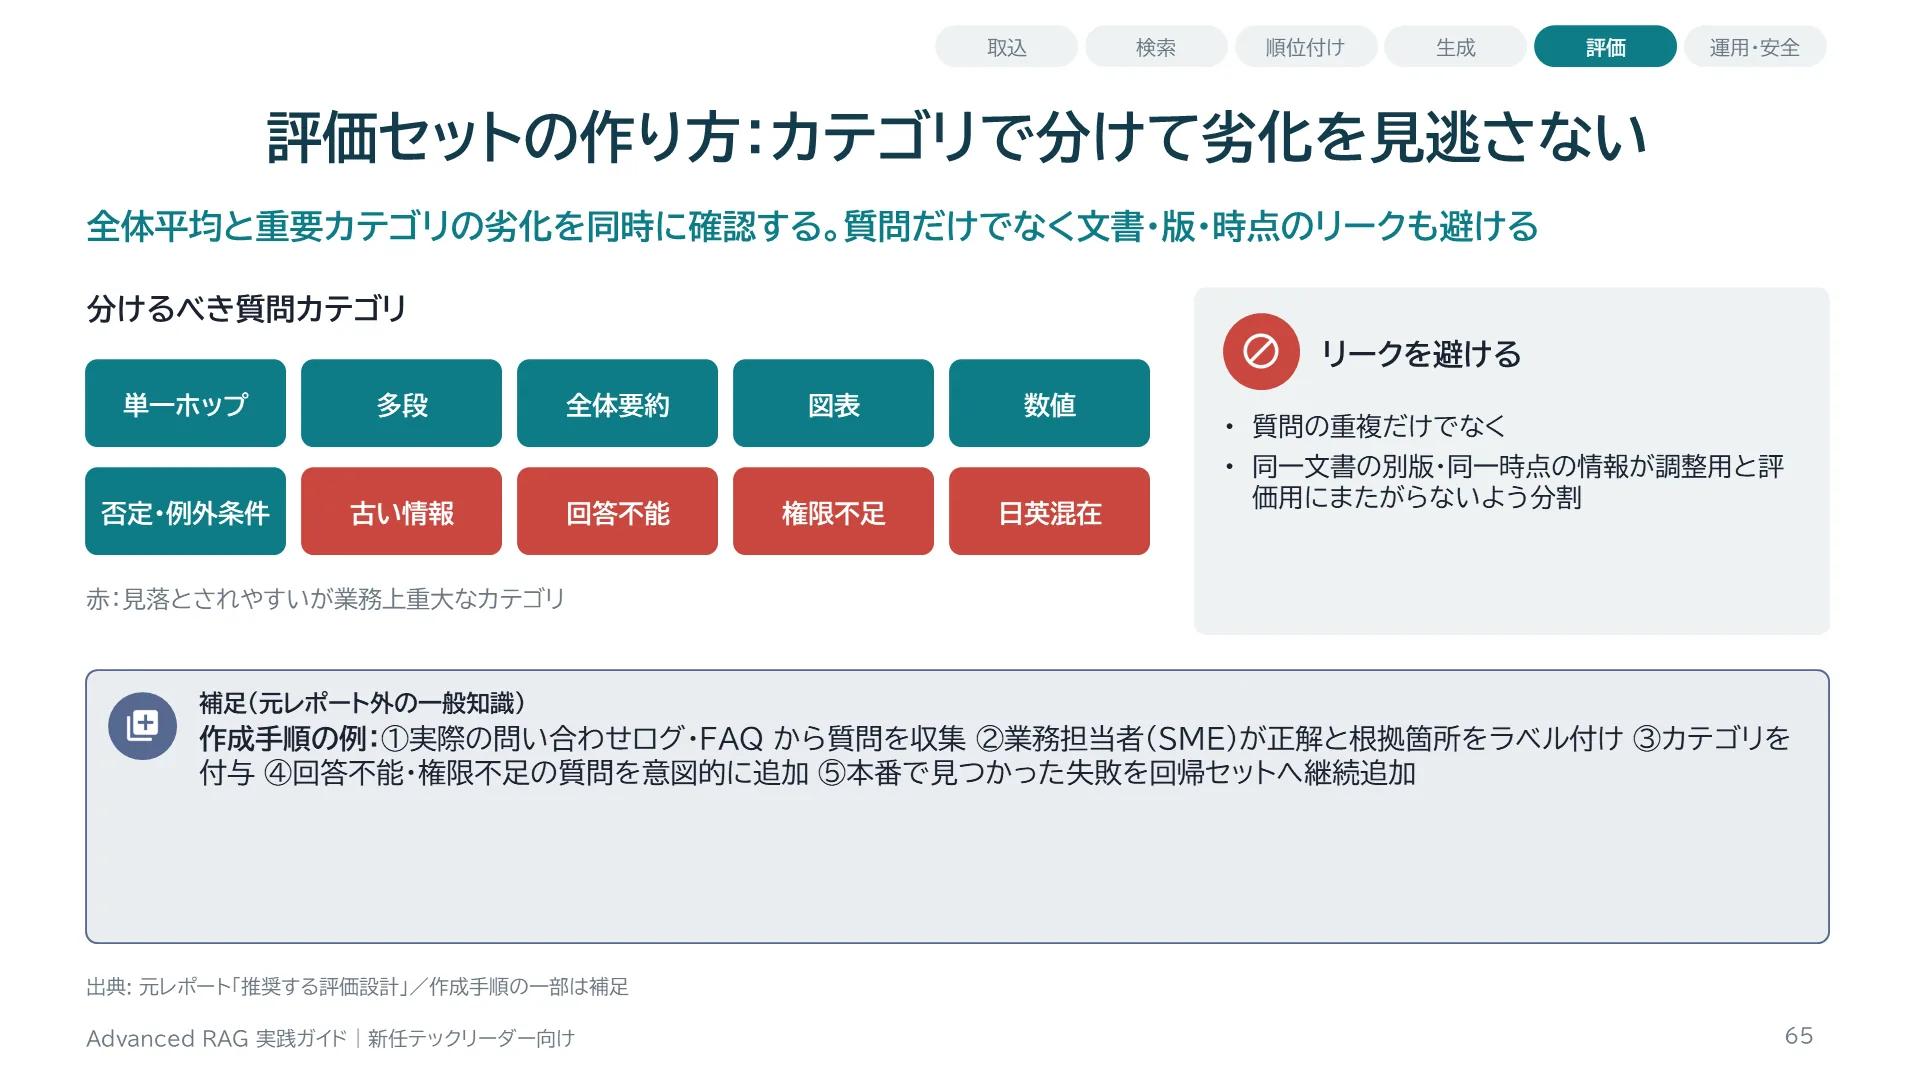 取込
検索
順位付け
生成
評価
運用・安全
評価セットの作り方：カテゴリで分けて劣化を見逃さない
全体平均と重要カテゴリの劣化を同時に確認する。質問だけでなく文書・版・時点のリークも避ける
分けるべき質問カテゴリ
単一ホップ
多段
全体要約
図表
数値
否定・例外条件
古い情報
回答不能
権限不足
日英混在
赤：見落とされやすいが業務上重大なカテゴリ
リークを避ける
• 質問の重複だけでなく
• 同一文書の別版・同一時点の情報が調整用と評
価用にまたがらないよう分割
補足（元レポート外の一般知識）
作成手順の例：①実際の問い合わせログ・FAQ から質問を収集 ②業務担当者（SME）が正解と根拠箇所をラベル付け ③カテゴリを
付与 ④回答不能・権限不足の質問を意図的に追加 ⑤本番で見つかった失敗を回帰セットへ継続追加
出典: 元レポート「推奨する評価設計」／作成手順の一部は補足
Advanced RAG 実践ガイド｜新任テックリーダー向け
65